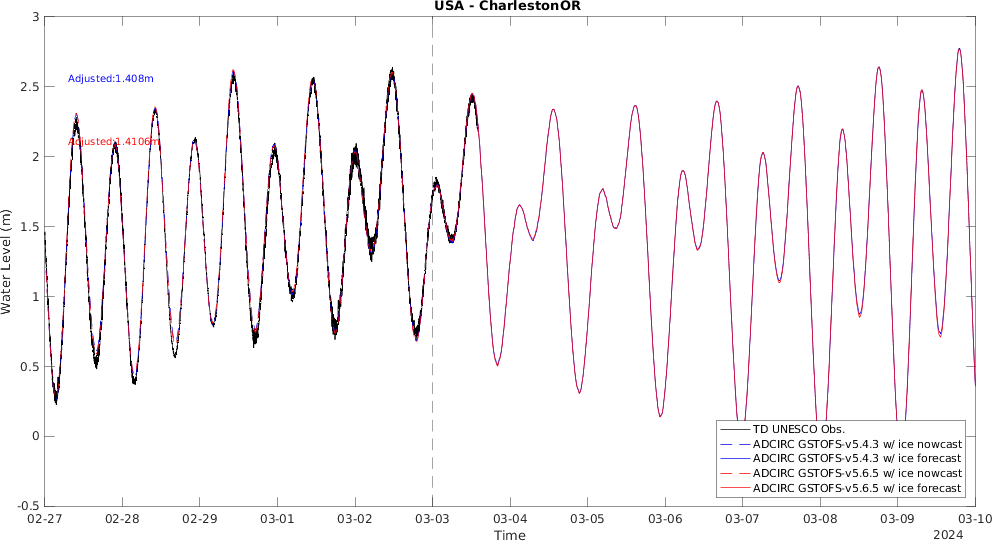 USA - CharlestonOR
3
2.5
2
1.5
1
0.5
0
-0.5
Water Level (m)
Adjusted:1.408m
Adjusted:1.4106m
TD UNESCO Obs.
ADCIRC GSTOFS-v5.4.3 w/ ice nowcast
ADCIRC GSTOFS-v5.4.3 w/ ice forecast
ADCIRC GSTOFS-v5.6.5 w/ ice nowcast
ADCIRC GSTOFS-v5.6.5 w/ ice forecast
02-27 02-28 02-29 03-01 03-02 03-03 03-04 03-05 03-06 03-07 03-08 03-09 03-10
Time
2024